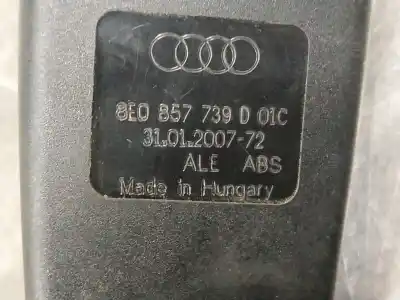 8E0 857 739 D 01C
31.01.2007-72
ALE ABS
Made in Hungary